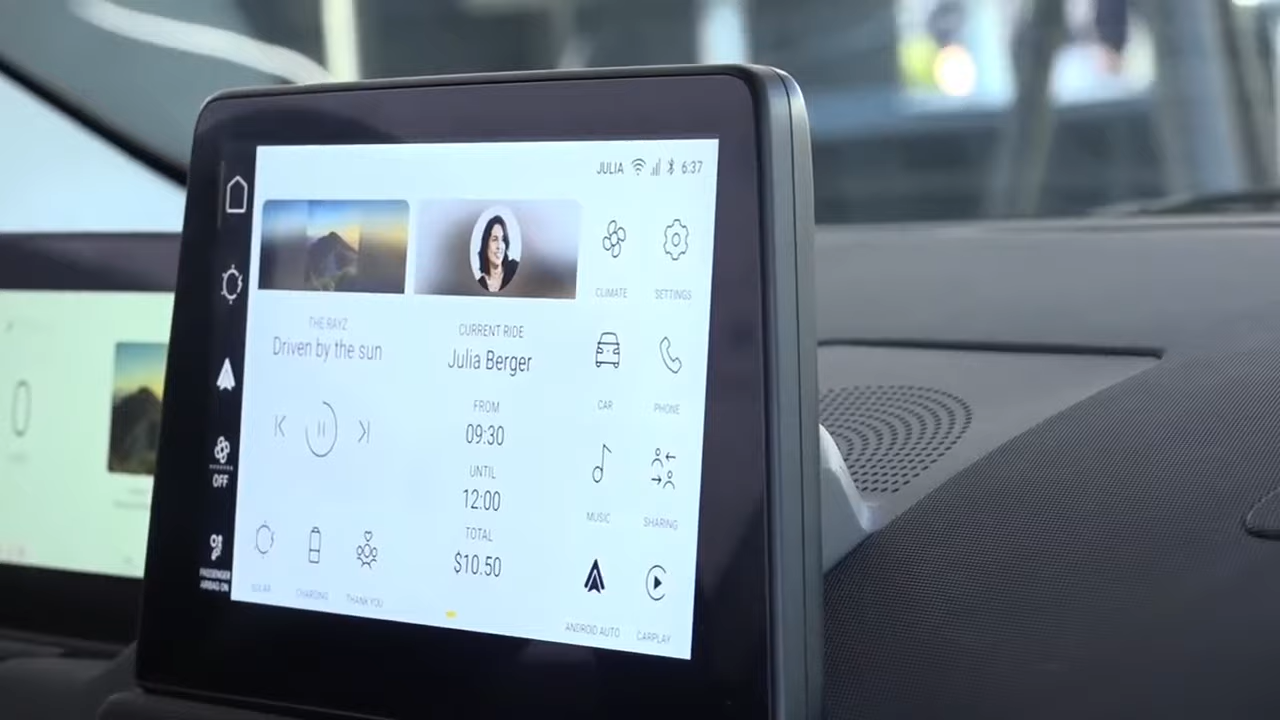 JULIA 6:37
THE RAYZ
Driven by the sun
CURRENT RIDE
Julia Berger
FROM
09:30
UNTIL
12:00
TOTAL
$10.50
CLIMATE
SETTINGS
CAR
PHONE
MUSIC
SHARING
ANDROID AUTO
CARPLAY
SOLAR
CHARGING
THANK YOU
OFF
PASSENGER
AIRBAG ON
0